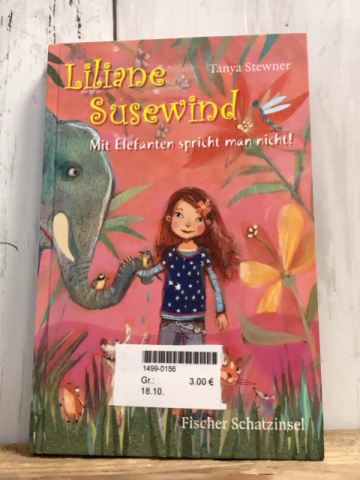 Liliane
Tanya Stewner
Susewind
Mit Elefanten spricht man nicht!
1499-0156
Gr.: 3.00 €
18.10.
Fischer Schatzinsel